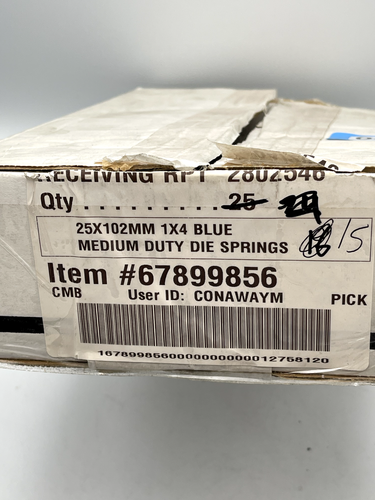 RECEIVING RPT 2802546
Qty ........... 25
25X102MM 1X4 BLUE
MEDIUM DUTY DIE SPRINGS 15
Item #67899856
CMB User ID: CONAWAYM PICK
16789985600000000000012758120